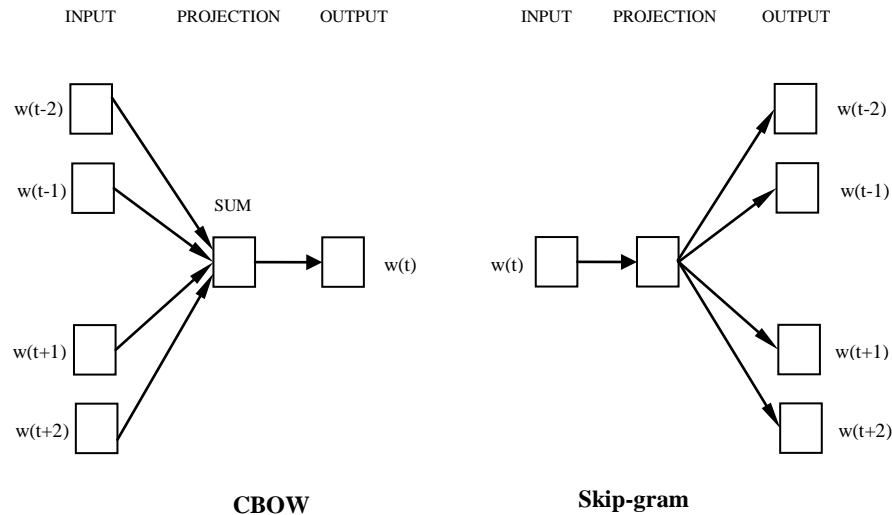 INPUT PROJECTION OUTPUT
w(t-2)
w(t-1)
SUM
w(t)
w(t+1)
w(t+2)
CBOW
INPUT PROJECTION OUTPUT
w(t-2)
w(t-1)
w(t)
w(t+1)
w(t+2)
Skip-gram